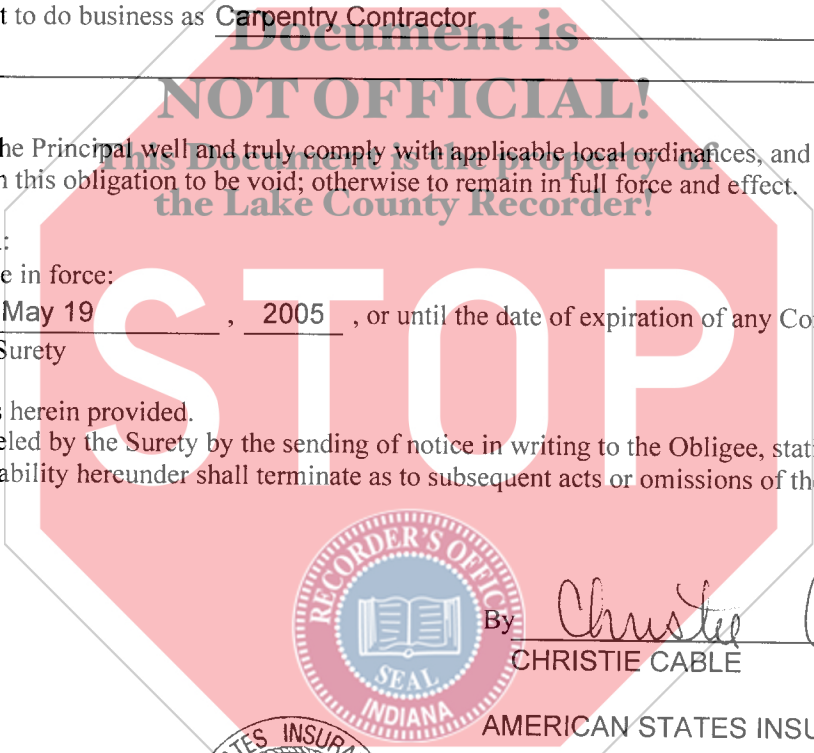 t to do business as Carpentry Contractor
Document is
NOT OFFICIAL!
he Principal well and truly comply with applicable local ordinances, and
This Document is the property of
n this obligation to be void; otherwise to remain in full force and effect.
the Lake County Recorder!
.:
e in force:
May 19 , 2005 , or until the date of expiration of any Co
Surety
STOP
s herein provided.
eled by the Surety by the sending of notice in writing to the Obligee, stati
ability hereunder shall terminate as to subsequent acts or omissions of the
RECORDER'S OFFICE
SEAL
INDIANA
By Christie C
CHRISTIE CABLE
AMERICAN STATES INSU
TES INSURA